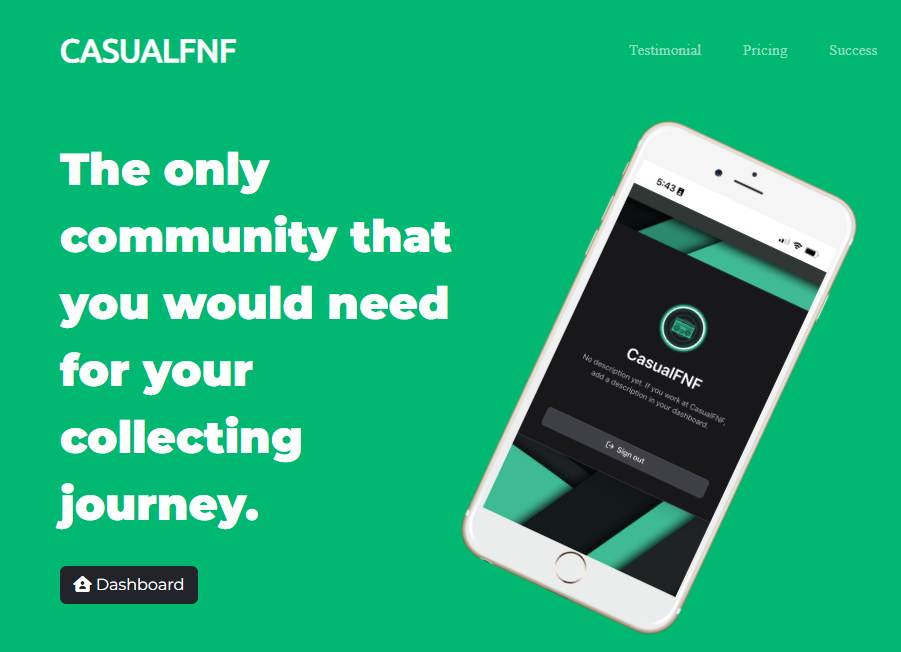 CASUALFNF
Testimonial Pricing Success
The only
community that
you would need
for your
collecting
journey.
Dashboard
5:43
CasualFNF
No description yet. If you work at CasualFNF,
add a description in your dashboard.
Sign out